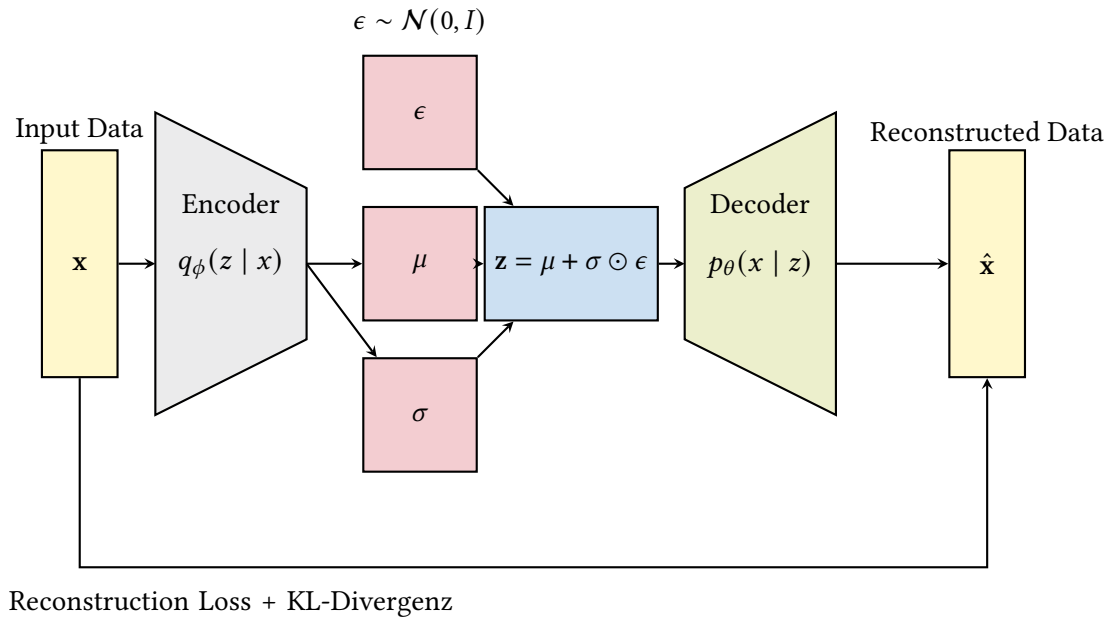 ϵ ∼ 𝒩(0, I)
ϵ
Input Data
Reconstructed Data
Encoder
Decoder
x
q_ϕ(z | x)
μ
z = μ + σ ⊙ ϵ
p_θ(x | z)
x̂
σ
Reconstruction Loss + KL-Divergenz